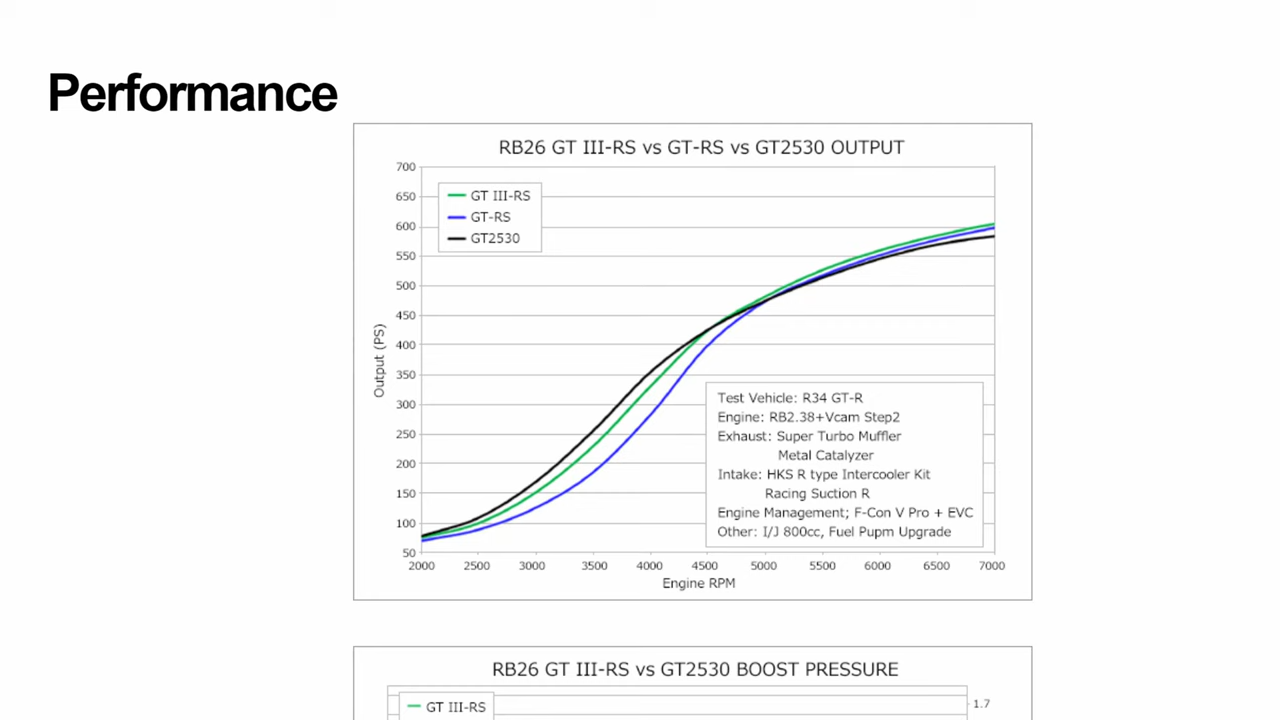 Performance
RB26 GT III-RS vs GT-RS vs GT2530 OUTPUT
700
650
600
550
500
450
400
350
300
250
200
150
100
50
Output (PS)
GT III-RS
GT-RS
GT2530
Test Vehicle: R34 GT-R
Engine: RB2.38+Vcam Step2
Exhaust: Super Turbo Muffler
Metal Catalyzer
Intake: HKS R type Intercooler Kit
Racing Suction R
Engine Management; F-Con V Pro + EVC
Other: I/J 800cc, Fuel Pupm Upgrade
2000 2500 3000 3500 4000 4500 5000 5500 6000 6500 7000
Engine RPM
RB26 GT III-RS vs GT2530 BOOST PRESSURE
GT III-RS
1.7